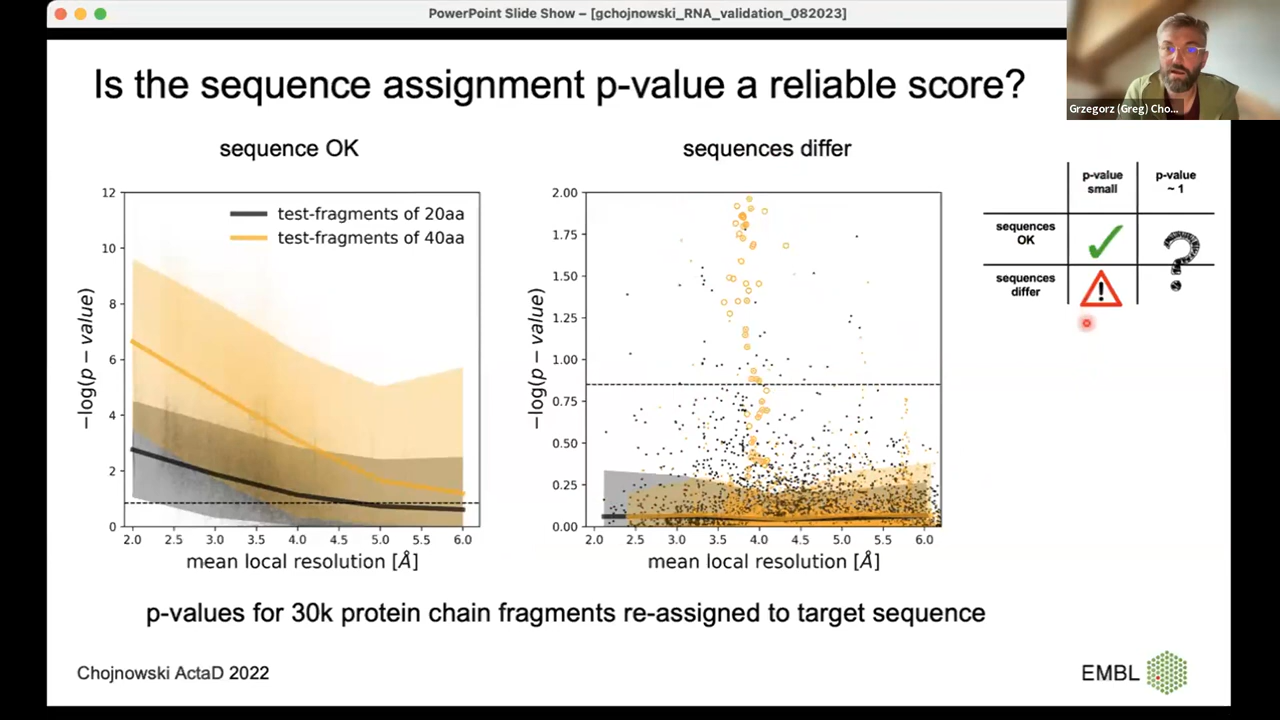 PowerPoint Slide Show – [gchojnowski_RNA_validation_082023]
Grzegorz (Greg) Cho...
Is the sequence assignment p-value a reliable score?
sequence OK
sequences differ
12
10
8
6
4
2
0
−log(p − value)
test-fragments of 20aa
test-fragments of 40aa
2.0 2.5 3.0 3.5 4.0 4.5 5.0 5.5 6.0
mean local resolution [Å]
2.00
1.75
1.50
1.25
1.00
0.75
0.50
0.25
0.00
−log(p − value)
2.0 2.5 3.0 3.5 4.0 4.5 5.0 5.5 6.0
mean local resolution [Å]
p-value
small
p-value
~ 1
sequences
OK
?
sequences
differ
!
p-values for 30k protein chain fragments re-assigned to target sequence
Chojnowski ActaD 2022
EMBL